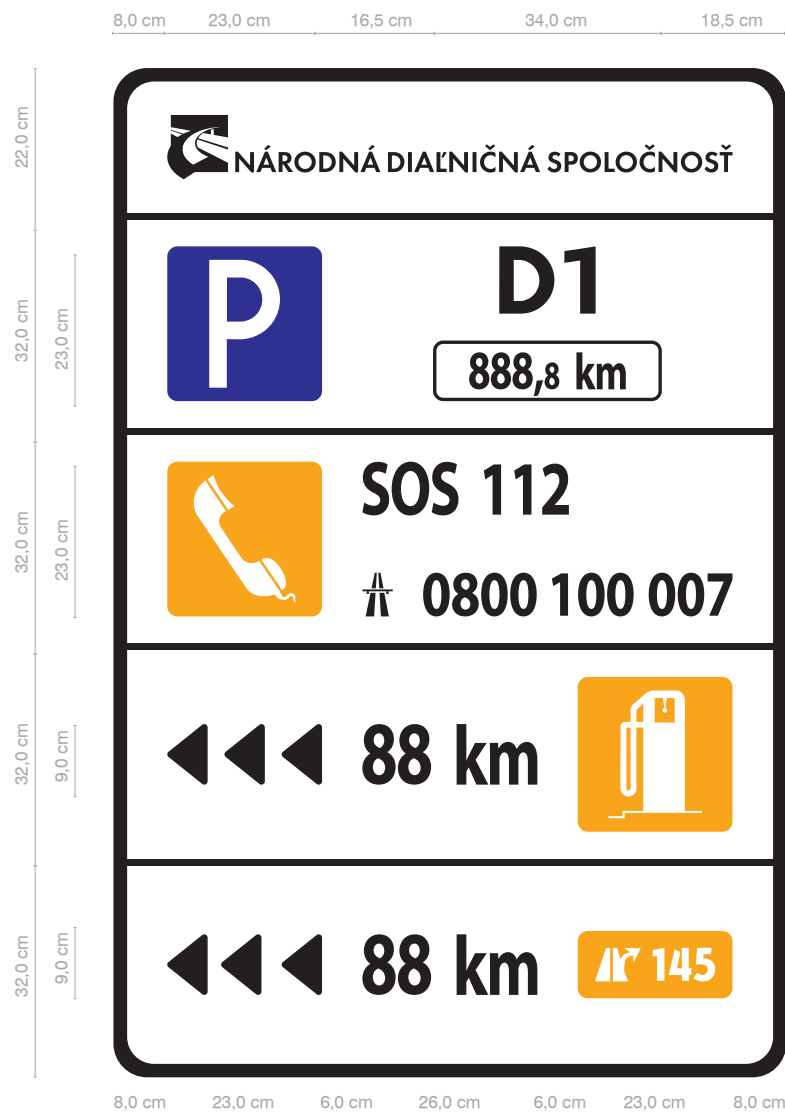 8,0 cm 23,0 cm 16,5 cm 34,0 cm 18,5 cm
22,0 cm
NÁRODNÁ DIAĽNIČNÁ SPOLOČNOSŤ
32,0 cm
23,0 cm
P
D1
888,8 km
32,0 cm
23,0 cm
SOS 112
0800 100 007
32,0 cm
9,0 cm
88 km
32,0 cm
9,0 cm
88 km
145
8,0 cm 23,0 cm 6,0 cm 26,0 cm 6,0 cm 23,0 cm 8,0 cm